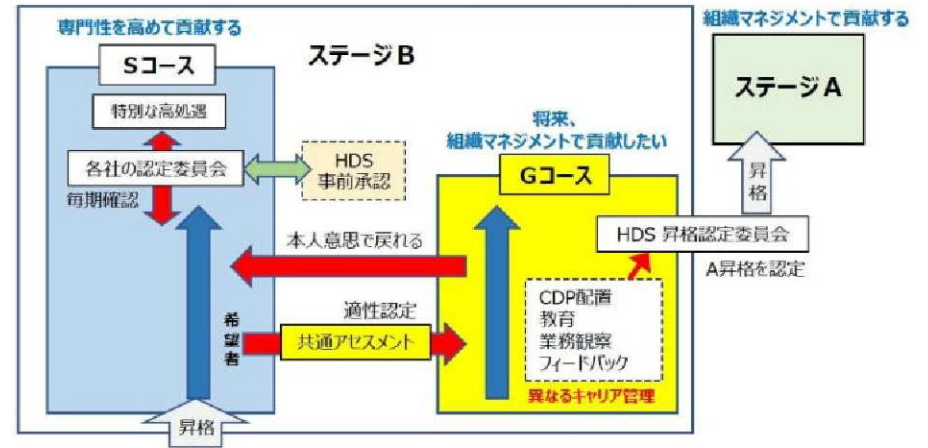 専門性を高めて貢献する
Sコース
ステージB
特別な高処遇
各社の認定委員会
毎期確認
HDS
事前承認
将来、
組織マネジメントで貢献したい
Gコース
組織マネジメントで貢献する
ステージA
昇格
HDS 昇格認定委員会
A昇格を認定
本人意思で戻れる
適性認定
希望者
共通アセスメント
CDP配置
教育
業務観察
フィードバック
異なるキャリア管理
昇格